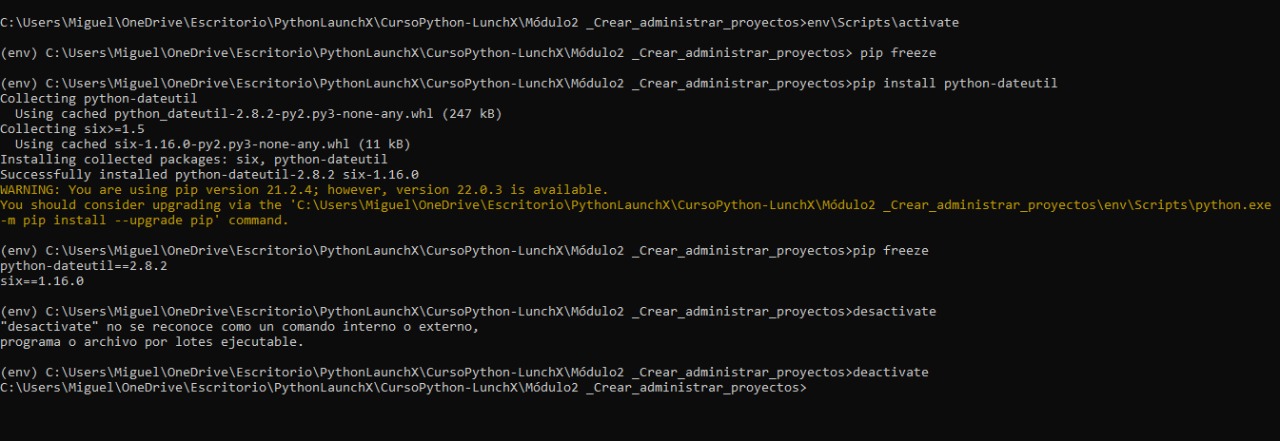 C:\Users\Miguel\OneDrive\Escritorio\PythonLaunchX\CursoPython-LunchX\Módulo2 _Crear_administrar_proyectos>env\Scripts\activate
(env) C:\Users\Miguel\OneDrive\Escritorio\PythonLaunchX\CursoPython-LunchX\Módulo2 _Crear_administrar_proyectos> pip freeze
(env) C:\Users\Miguel\OneDrive\Escritorio\PythonLaunchX\CursoPython-LunchX\Módulo2 _Crear_administrar_proyectos>pip install python-dateutil
Collecting python-dateutil
  Using cached python_dateutil-2.8.2-py2.py3-none-any.whl (247 kB)
Collecting six>=1.5
  Using cached six-1.16.0-py2.py3-none-any.whl (11 kB)
Installing collected packages: six, python-dateutil
Successfully installed python-dateutil-2.8.2 six-1.16.0
WARNING: You are using pip version 21.2.4; however, version 22.0.3 is available.
You should consider upgrading via the 'C:\Users\Miguel\OneDrive\Escritorio\PythonLaunchX\CursoPython-LunchX\Módulo2 _Crear_administrar_proyectos\env\Scripts\python.exe
-m pip install --upgrade pip' command.
(env) C:\Users\Miguel\OneDrive\Escritorio\PythonLaunchX\CursoPython-LunchX\Módulo2 _Crear_administrar_proyectos>pip freeze
python-dateutil==2.8.2
six==1.16.0
(env) C:\Users\Miguel\OneDrive\Escritorio\PythonLaunchX\CursoPython-LunchX\Módulo2 _Crear_administrar_proyectos>desactivate
"desactivate" no se reconoce como un comando interno o externo,
programa o archivo por lotes ejecutable.
(env) C:\Users\Miguel\OneDrive\Escritorio\PythonLaunchX\CursoPython-LunchX\Módulo2 _Crear_administrar_proyectos>deactivate
C:\Users\Miguel\OneDrive\Escritorio\PythonLaunchX\CursoPython-LunchX\Módulo2 _Crear_administrar_proyectos>